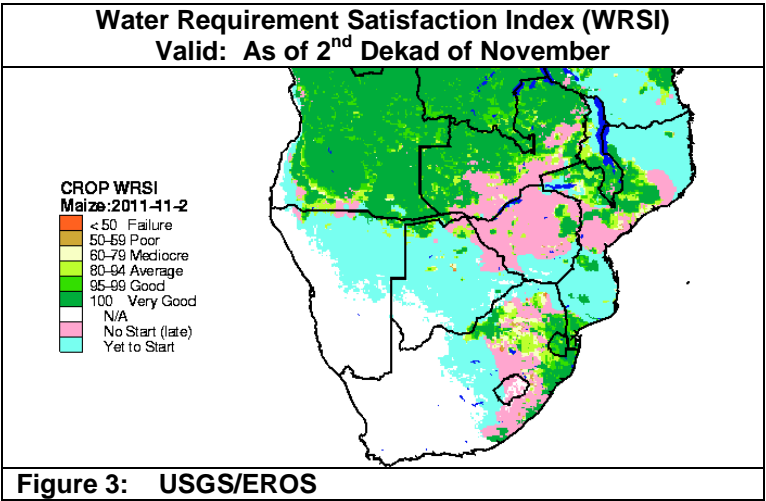 Water Requirement Satisfaction Index (WRSI)
Valid: As of 2nd Dekad of November
CROP WRSI
Maize:2011-11-2
<50 Failure
50-59 Poor
60-79 Mediocre
80-94 Average
95-99 Good
100 Very Good
N/A
No Start (late)
Yet to Start
Figure 3: USGS/EROS